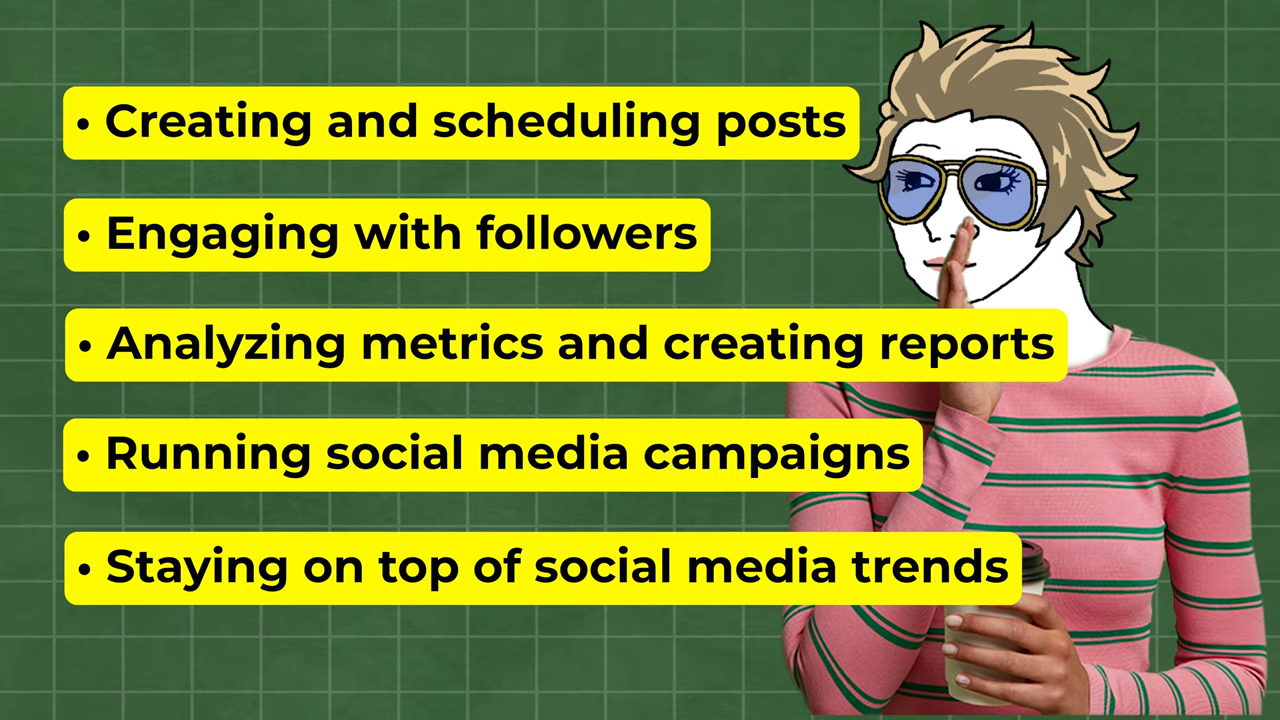 • Creating and scheduling posts
• Engaging with followers
• Analyzing metrics and creating reports
• Running social media campaigns
• Staying on top of social media trends